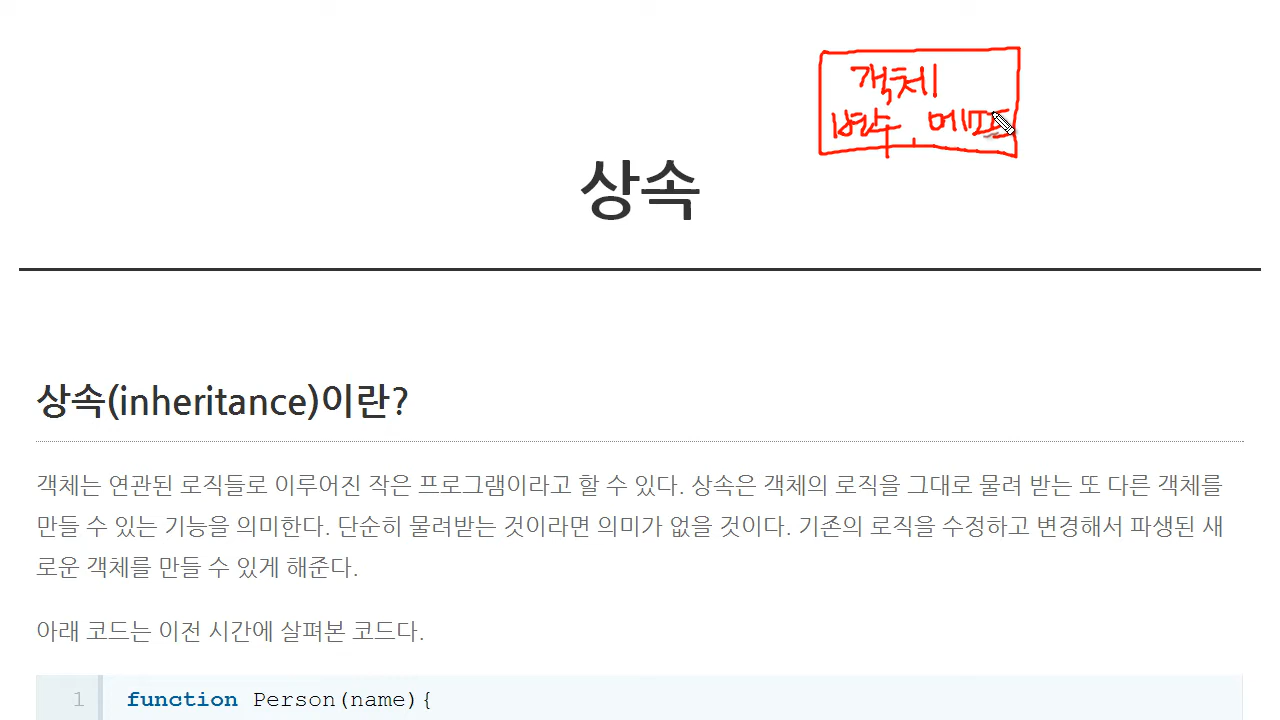 객체
변수, 메
상속
상속(inheritance)이란?
객체는 연관된 로직들로 이루어진 작은 프로그램이라고 할 수 있다. 상속은 객체의 로직을 그대로 물려 받는 또 다른 객체를
만들 수 있는 기능을 의미한다. 단순히 물려받는 것이라면 의미가 없을 것이다. 기존의 로직을 수정하고 변경해서 파생된 새
로운 객체를 만들 수 있게 해준다.
아래 코드는 이전 시간에 살펴본 코드다.
1 function Person(name){